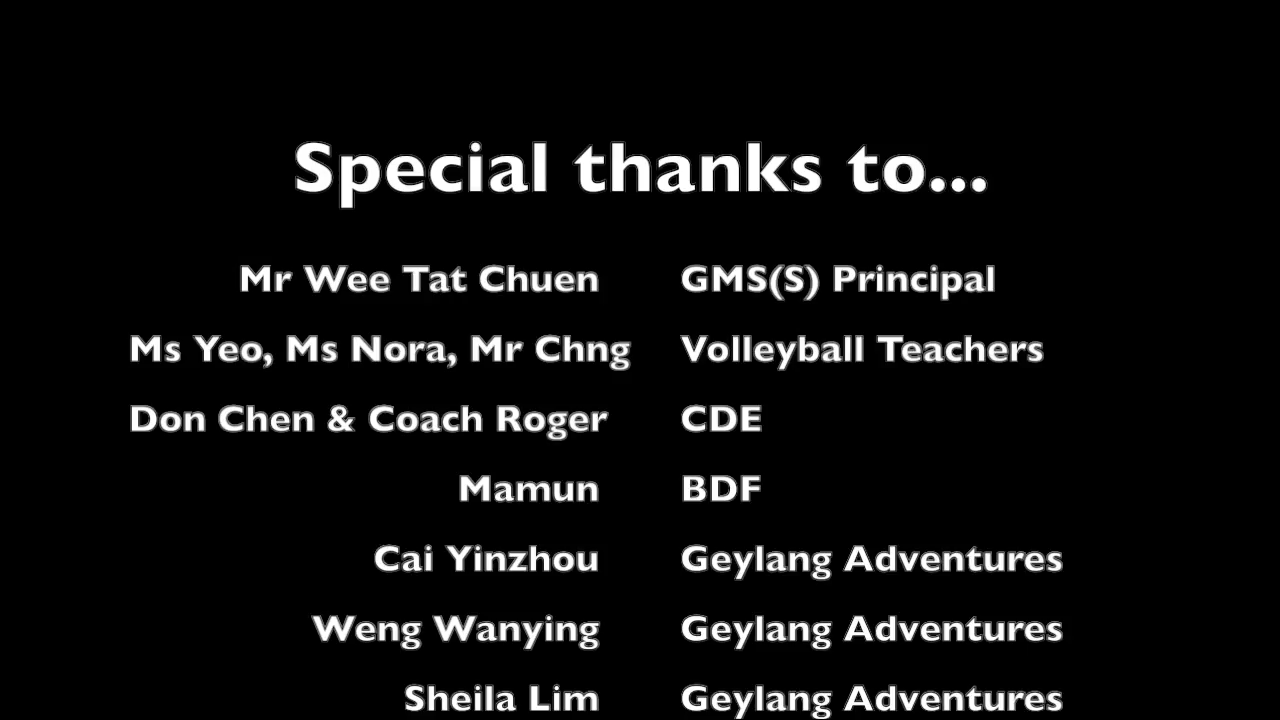 Special thanks to...
Mr Wee Tat Chuen GMS(S) Principal
Ms Yeo, Ms Nora, Mr Chng Volleyball Teachers
Don Chen & Coach Roger CDE
Mamun BDF
Cai Yinzhou Geylang Adventures
Weng Wanying Geylang Adventures
Sheila Lim Geylang Adventures